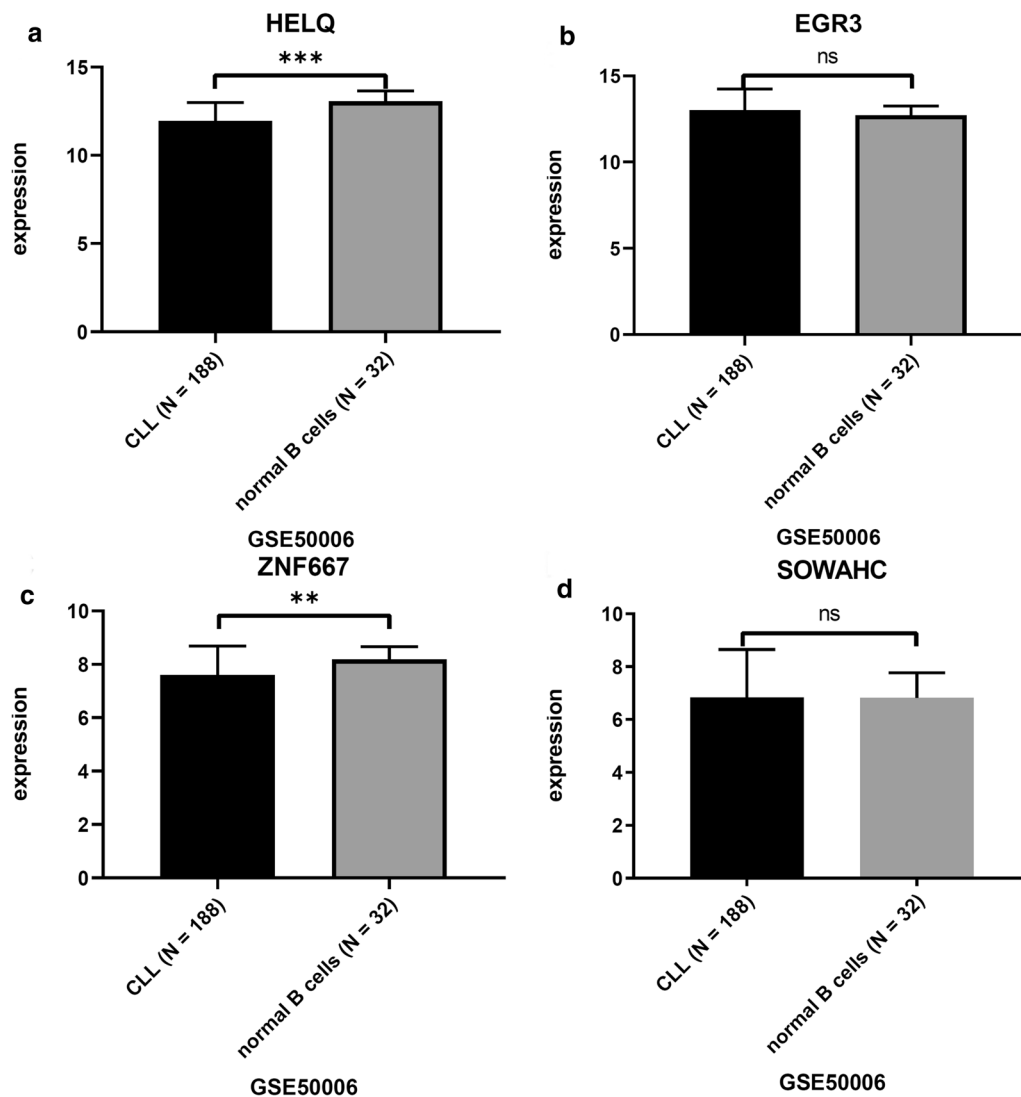 a
HELQ
***
expression
15
10
5
0
CLL (N = 188)
normal B cells (N = 32)
GSE50006
b
EGR3
ns
expression
15
10
5
0
CLL (N = 188)
normal B cells (N = 32)
GSE50006
c
ZNF667
**
expression
10
8
6
4
2
0
CLL (N = 188)
normal B cells (N = 32)
GSE50006
d
SOWAHC
ns
expression
10
8
6
4
2
0
CLL (N = 188)
normal B cells (N = 32)
GSE50006